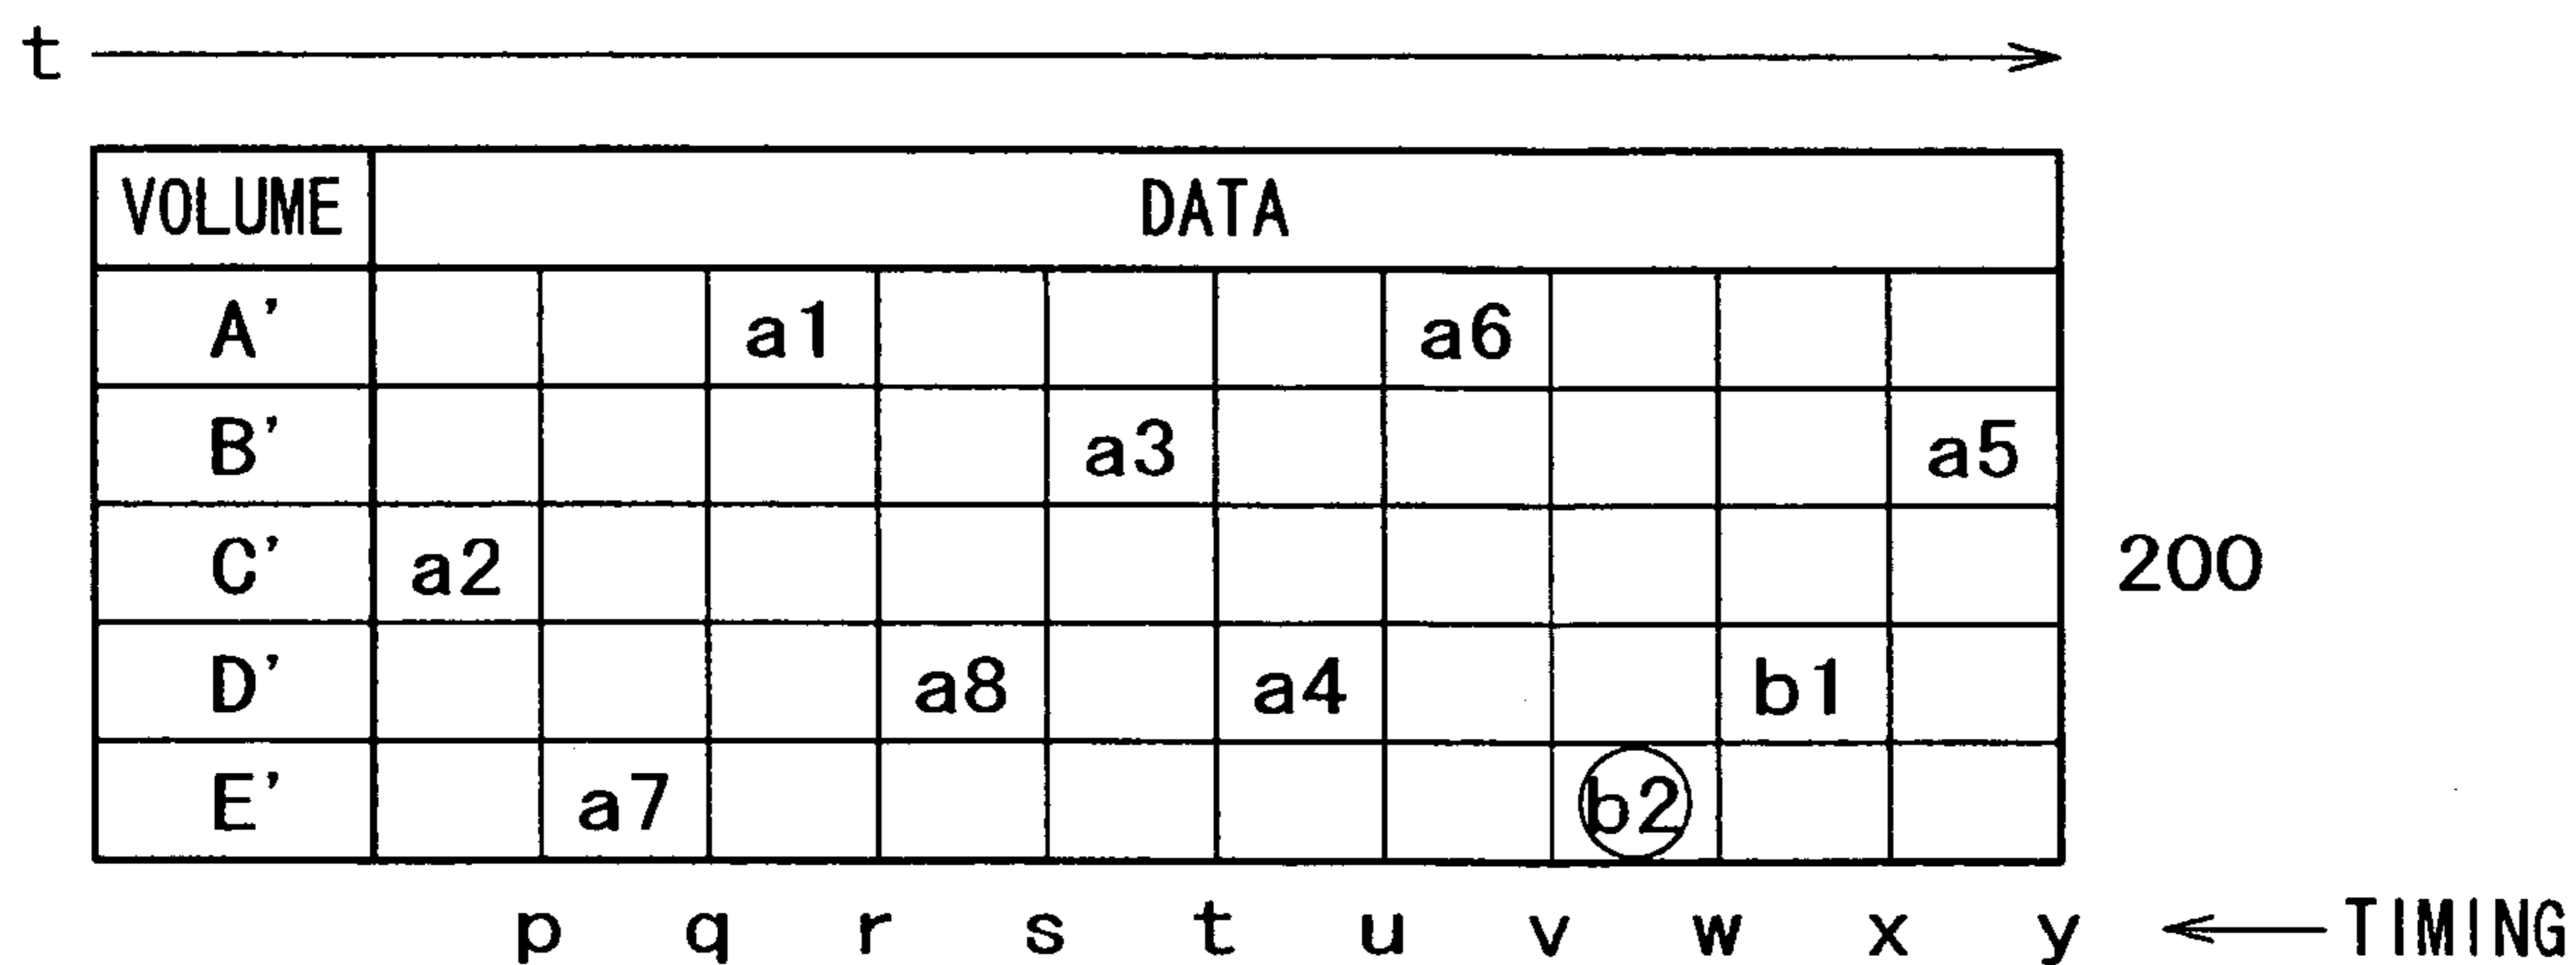 t
VOLUME DATA
A' a1 a6
B' a3 a5
C' a2
200
D' a8 a4 b1
E' a7 b2
p q r s t u v w x y TIMING